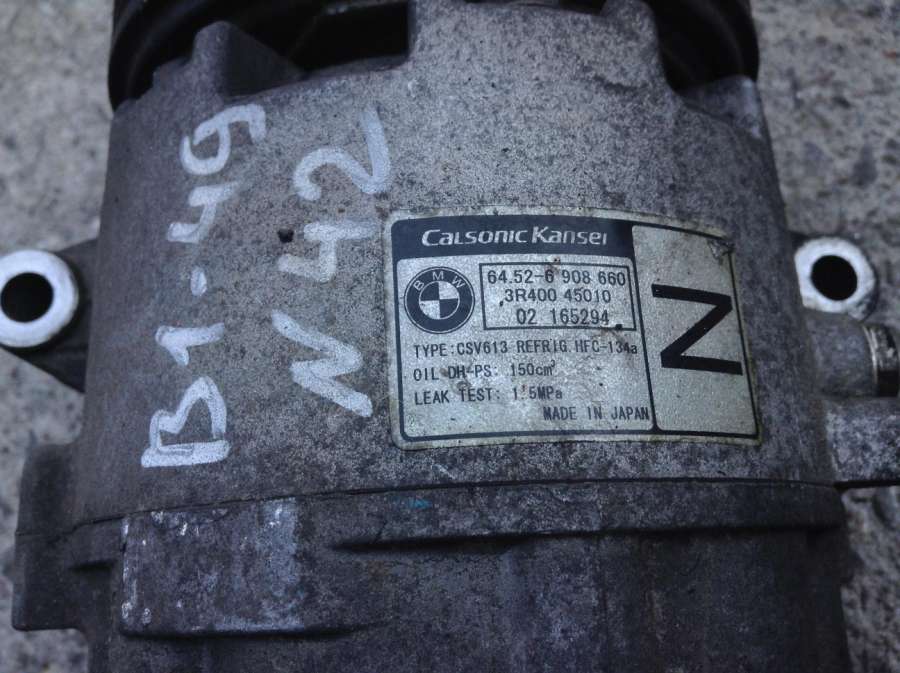 B1-49
N42
Calsonic Kansei
BMW
64.52-6 908 660
3R400 45010
02 165294
TYPE:CSV613 REFRIG.HFC-134a
OIL DH-PS: 150cm³
LEAK TEST: 1.5MPa
MADE IN JAPAN
N